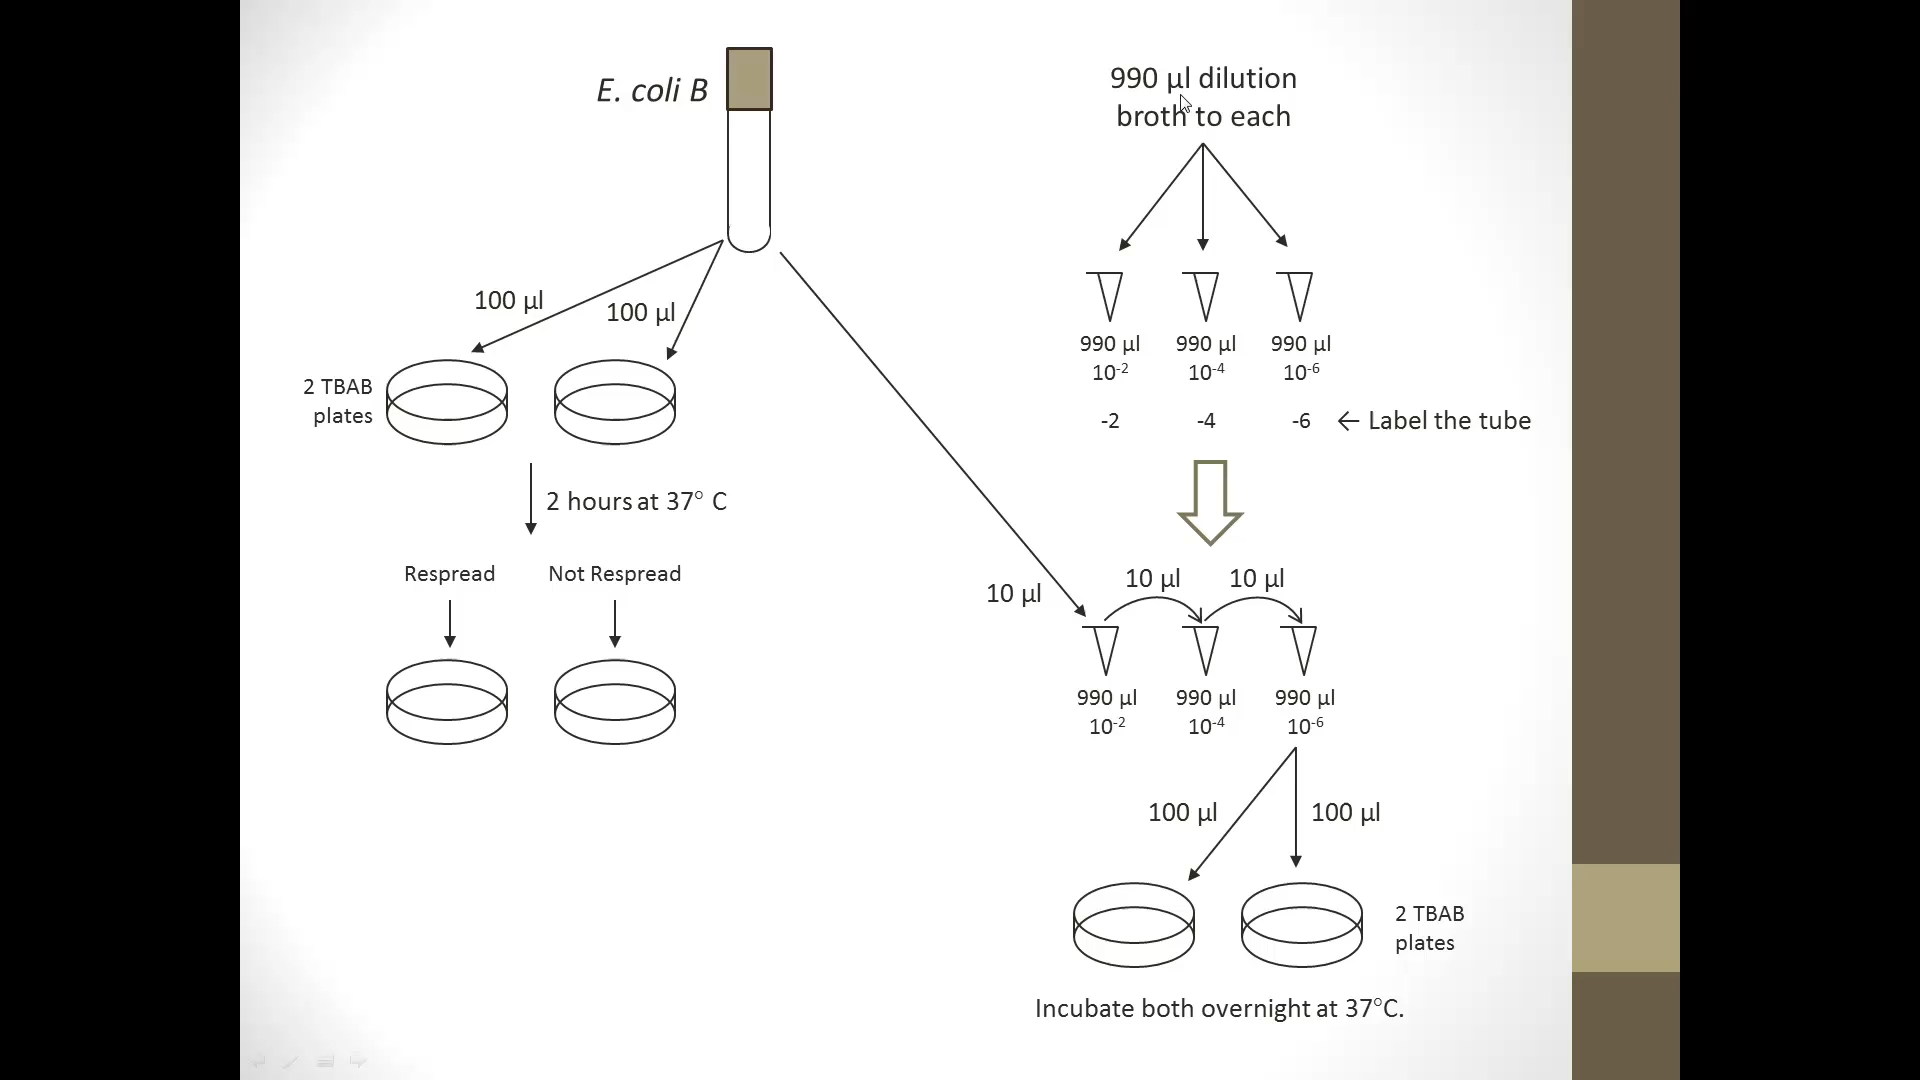 E. coli B
990 µl dilution
broth to each
100 µl
100 µl
2 TBAB
plates
2 hours at 37° C
Respread
Not Respread
990 µl
990 µl
990 µl
10⁻²
10⁻⁴
10⁻⁶
-2
-4
-6
← Label the tube
10 µl
10 µl
10 µl
990 µl
990 µl
990 µl
10⁻²
10⁻⁴
10⁻⁶
100 µl
100 µl
2 TBAB
plates
Incubate both overnight at 37°C.